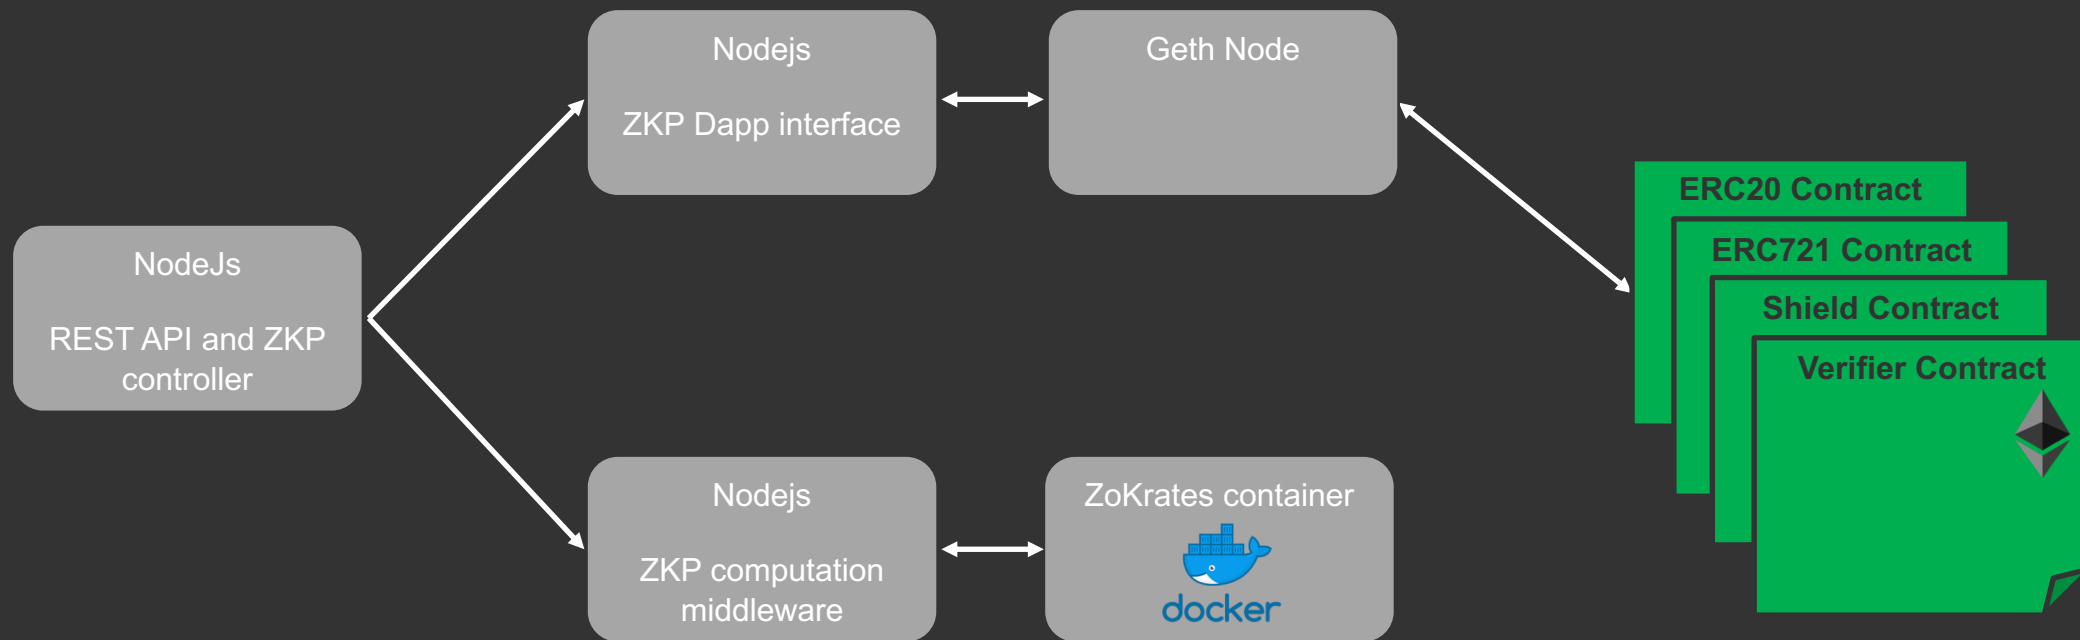 Nodejs
ZKP Dapp interface
Geth Node
NodeJs
REST API and ZKP
controller
ERC20 Contract
ERC721 Contract
Shield Contract
Verifier Contract
Nodejs
ZKP computation
middleware
ZoKrates container
docker